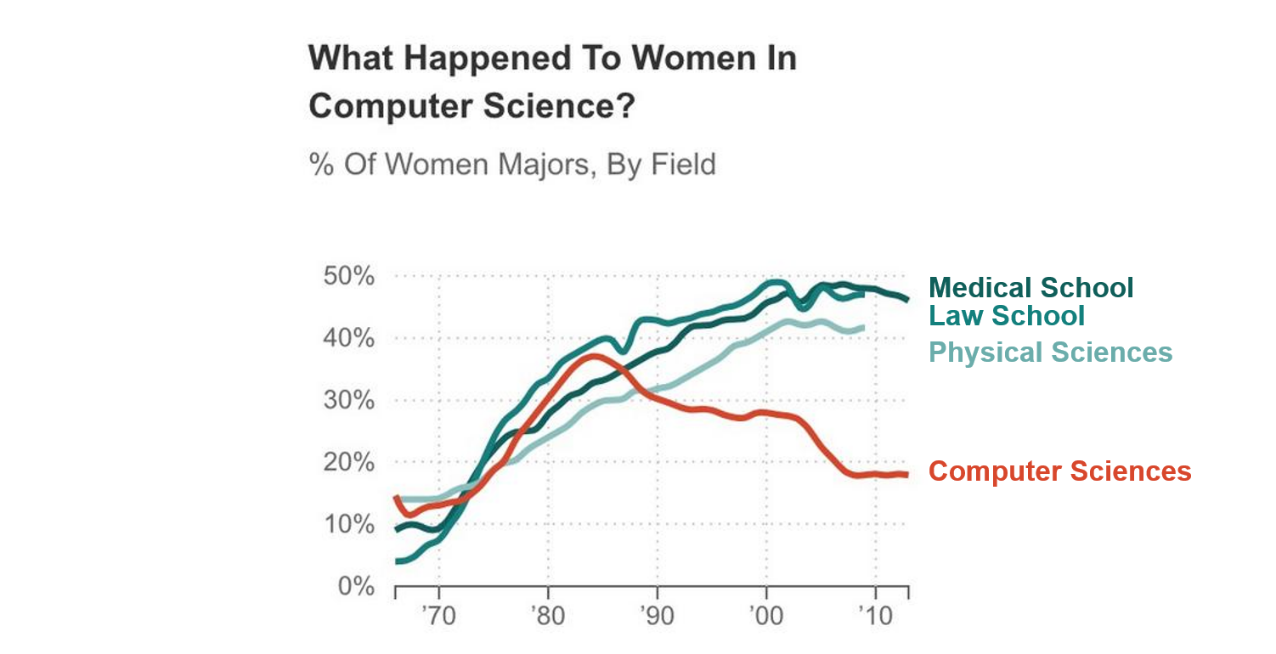 What Happened To Women In
Computer Science?
% Of Women Majors, By Field
50%
40%
30%
20%
10%
0%
’70
’80
’90
’00
’10
Medical School
Law School
Physical Sciences
Computer Sciences